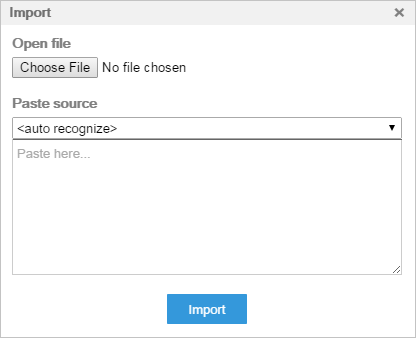 Import
Open file
Choose File No file chosen
Paste source
<auto recognize>
Paste here...
Import